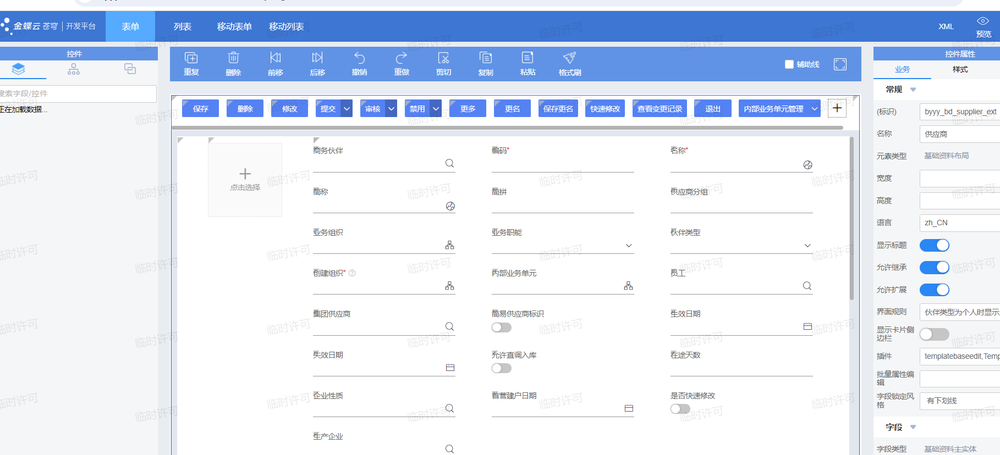 金蝶云 苍穹 | 开发平台
表单
列表
移动表单
移动列表
XML
预览
控件
搜索字段/控件
正在加载数据...
重复
删除
前移
后移
撤销
重做
剪切
复制
粘贴
格式刷
辅助线
保存
删除
修改
提交
审核
禁用
更多
更名
保存更名
快速修改
查看变更记录
退出
内部业务单元管理
点击选择
商务伙伴
编码*
名称*
简称
简拼
供应商分组
业务组织
业务职能
伙伴类型
创建组织*
内部业务单元
员工
集团供应商
简易供应商标识
生效日期
失效日期
允许直调入库
在途天数
企业性质
首营建户日期
是否快速修改
生产企业
控件属性
业务
样式
常规
(标识)
byyy_bd_supplier_ext
名称
供应商
元素类型
基础资料布局
宽度
高度
语言
zh_CN
显示标题
允许继承
允许扩展
界面规则
伙伴类型为个人时显示
显示卡片侧
边栏
插件
templatebaseedit,Temp
批量属性编
辑
字段锁定风
格
有下划线
字段
字段类型
基础资料主实体
临时许可